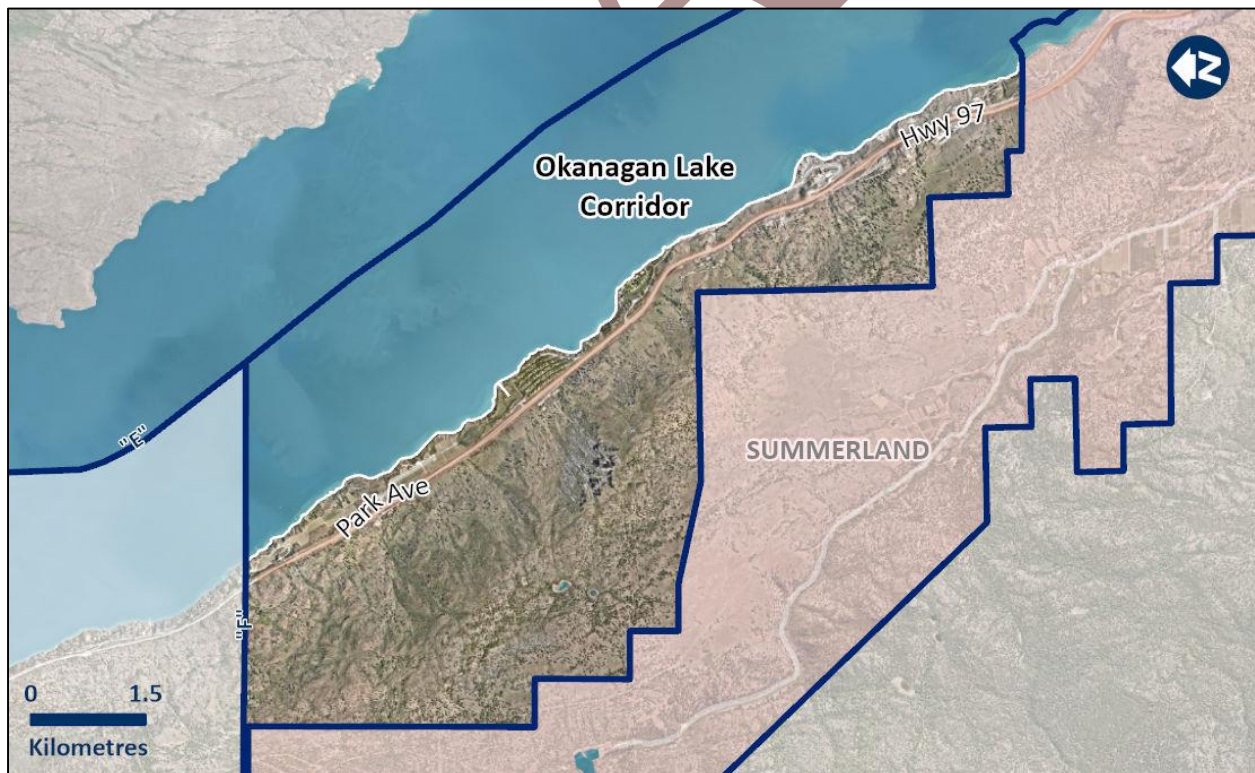 N
Hwy 97
Okanagan Lake
Corridor
SUMMERLAND
Park Ave
"E"
"F"
0 1.5
Kilometres